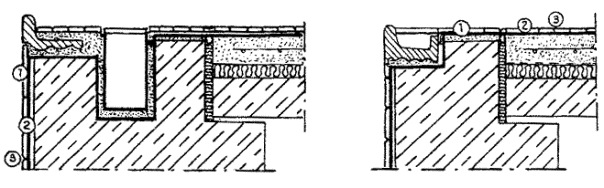 ①
②
③
① ② ③